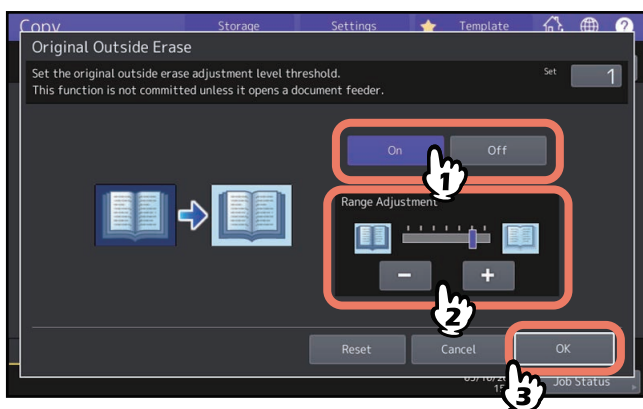 Copy Storage Settings Template
Original Outside Erase
Set the original outside erase adjustment level threshold.
This function is not committed unless it opens a document feeder.
Set 1
On Off
1
Range Adjustment
− +
2
Reset Cancel OK
Job Status
3